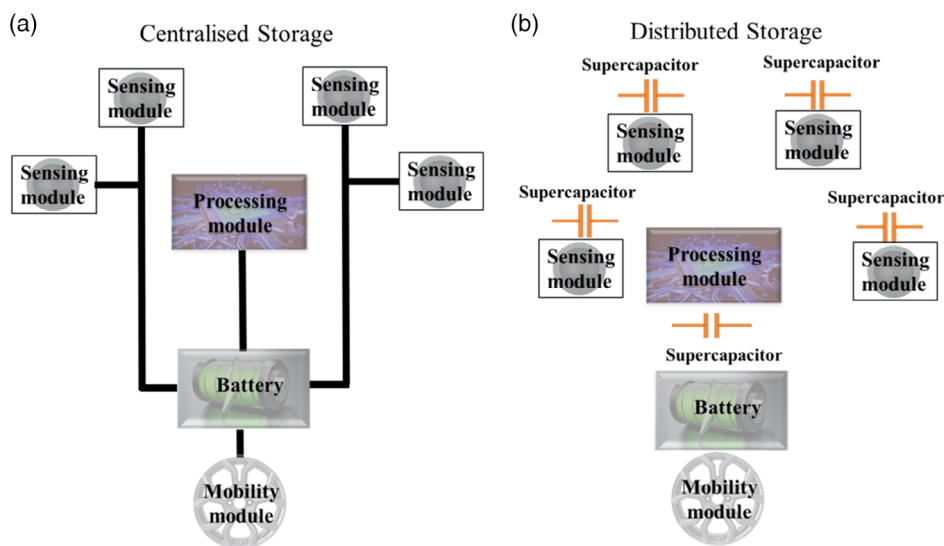 (a)
Centralised Storage
Sensing
module
Sensing
module
Sensing
module
Sensing
module
Processing
module
Battery
Mobility
module
(b)
Distributed Storage
Supercapacitor
Sensing
module
Supercapacitor
Sensing
module
Supercapacitor
Sensing
module
Supercapacitor
Sensing
module
Processing
module
Supercapacitor
Battery
Mobility
module